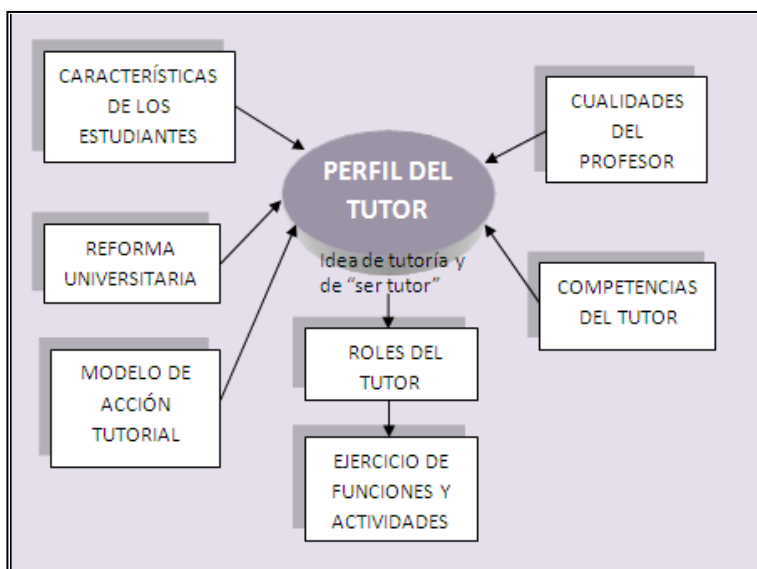 CARACTERÍSTICAS
DE LOS
ESTUDIANTES
CUALIDADES
DEL
PROFESOR
PERFIL DEL
TUTOR
REFORMA
UNIVERSITARIA
Idea de tutoría y
de “ser tutor”
COMPETENCIAS
DEL TUTOR
MODELO DE
ACCIÓN
TUTORIAL
ROLES DEL
TUTOR
EJERCICIO DE
FUNCIONES Y
ACTIVIDADES